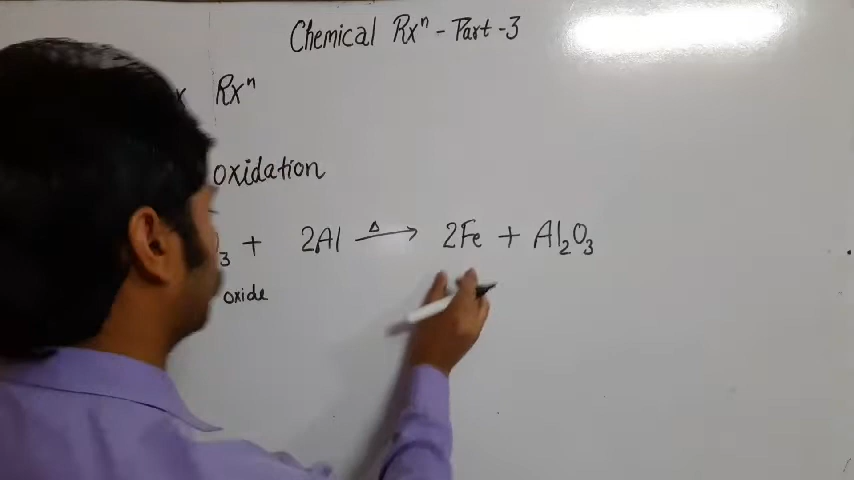 Chemical Rxⁿ - Part - 3
Rxⁿ
oxidation
₃ + 2Al Δ→ 2Fe + Al₂O₃
oxide